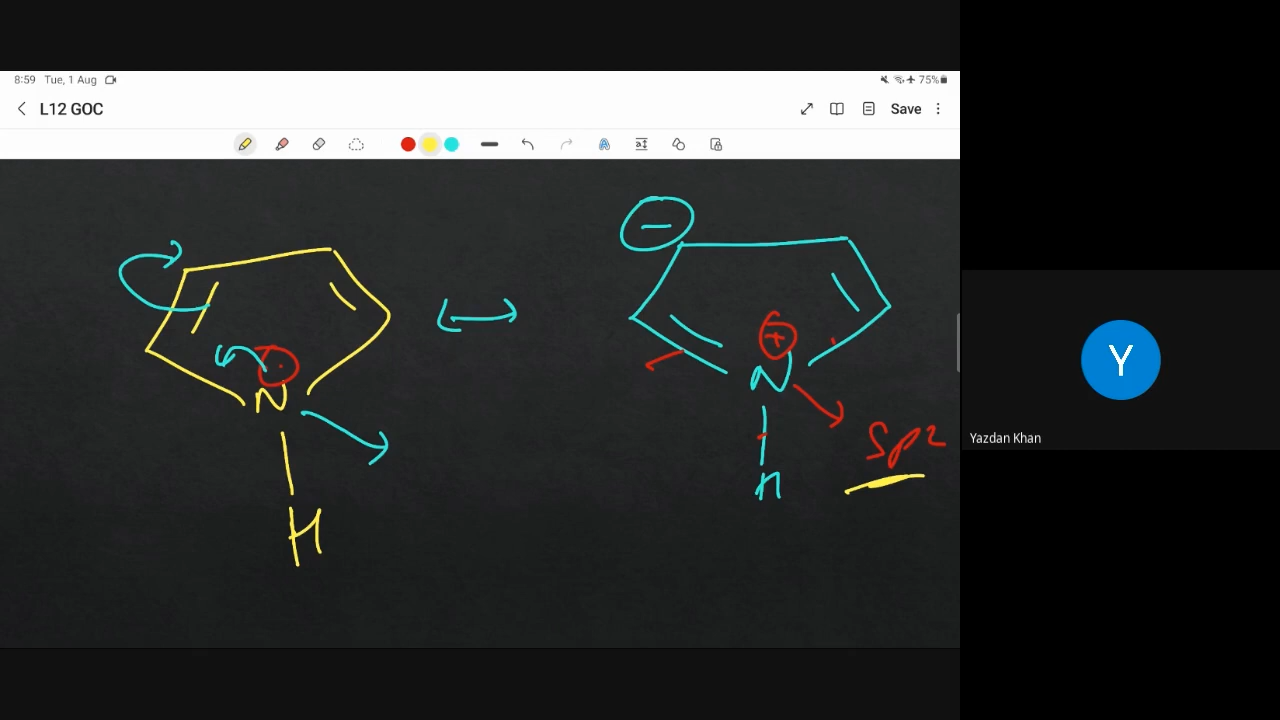 8:59 Tue, 1 Aug 75%
L12 GOC
Save
N
H
N
H
+
−
sp2
Y
Yazdan Khan